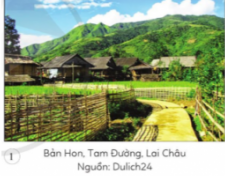 1
Bản Hon, Tam Đường, Lai Châu
Nguồn: Dulich24